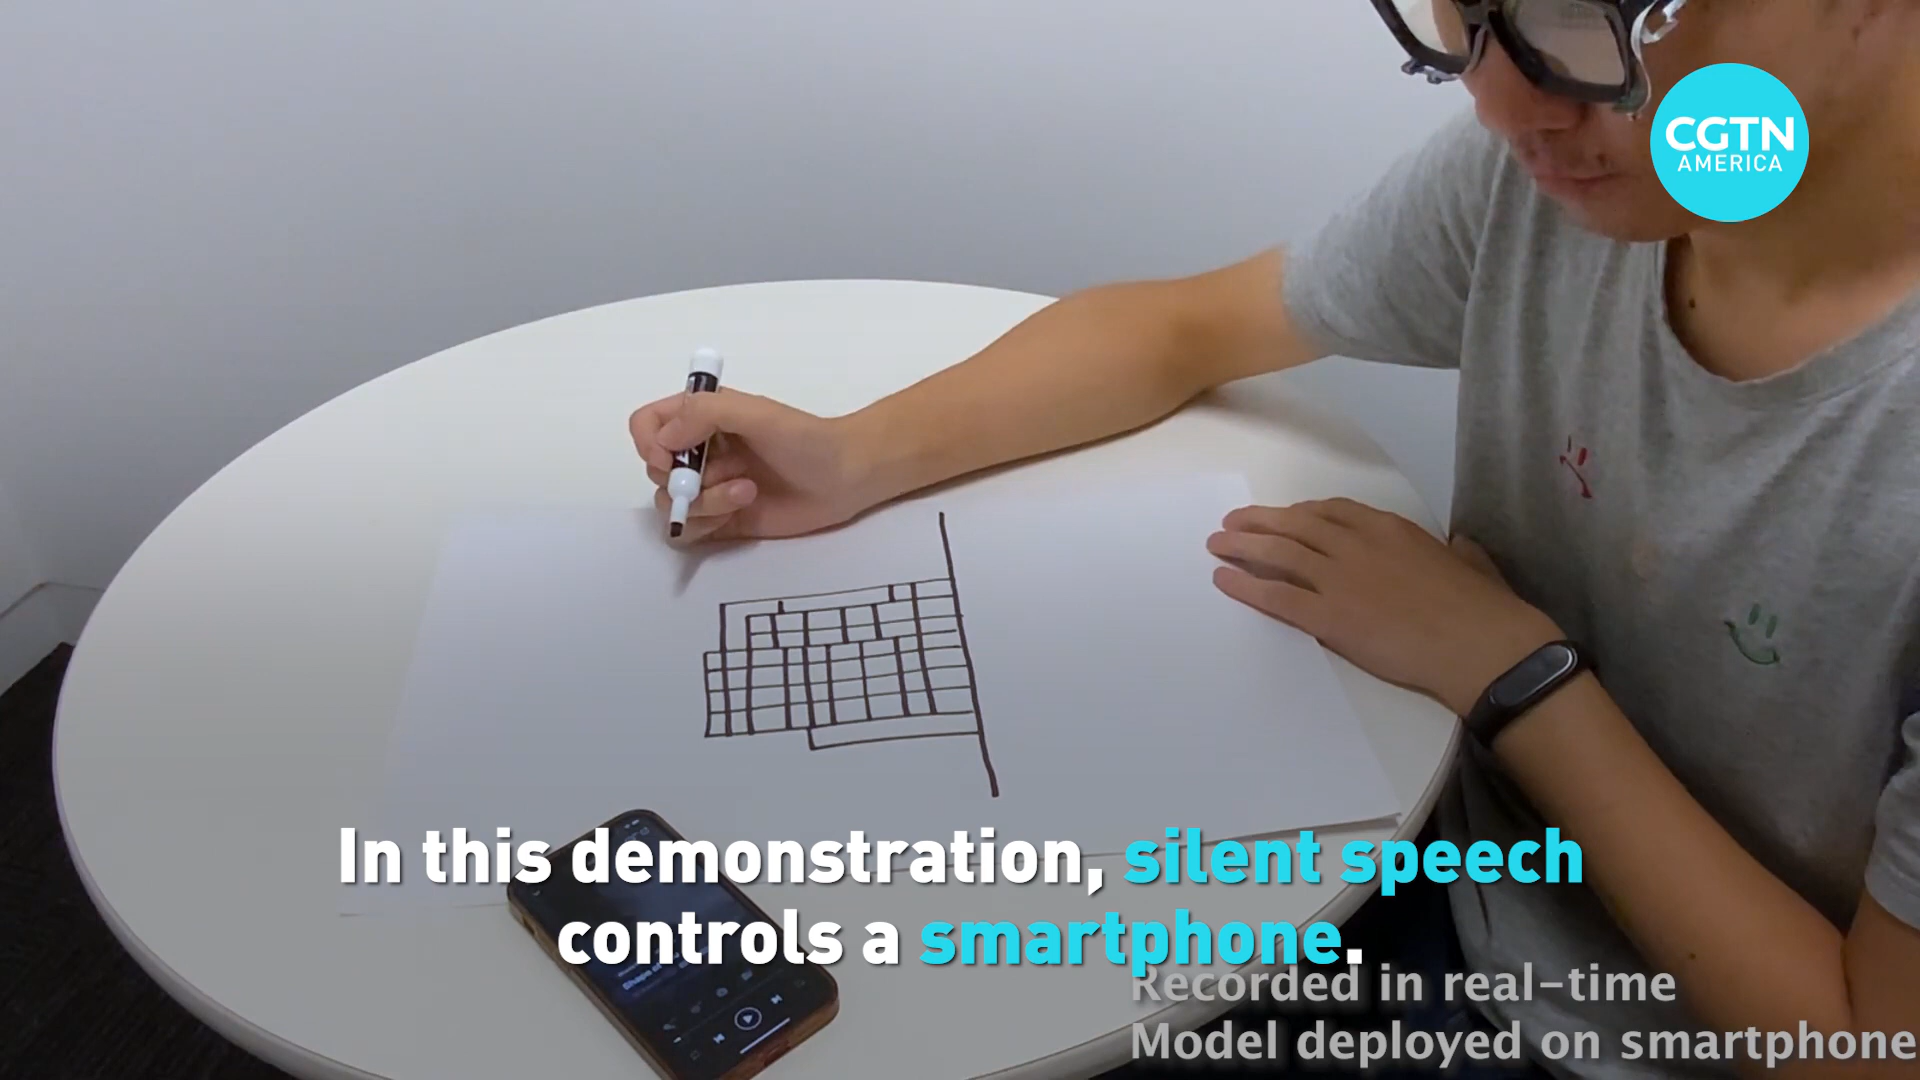 CGTN
AMERICA
In this demonstration, silent speech
controls a smartphone.
Recorded in real-time
Model deployed on smartphone